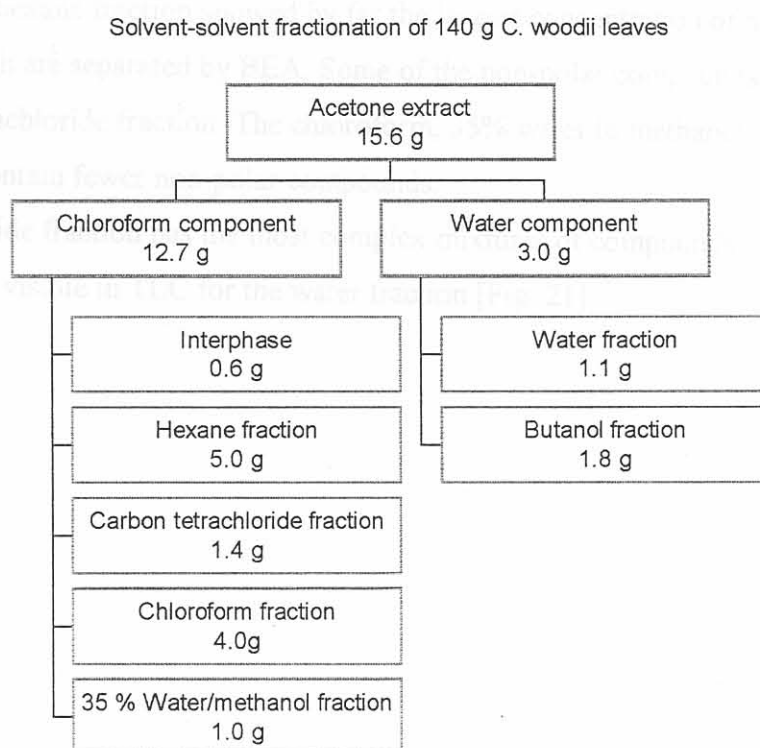 Solvent-solvent fractionation of 140 g C. woodii leaves
Acetone extract
15.6 g
Chloroform component
12.7 g
Water component
3.0 g
Interphase
0.6 g
Hexane fraction
5.0 g
Carbon tetrachloride fraction
1.4 g
Chloroform fraction
4.0g
35 % Water/methanol fraction
1.0 g
Water fraction
1.1 g
Butanol fraction
1.8 g